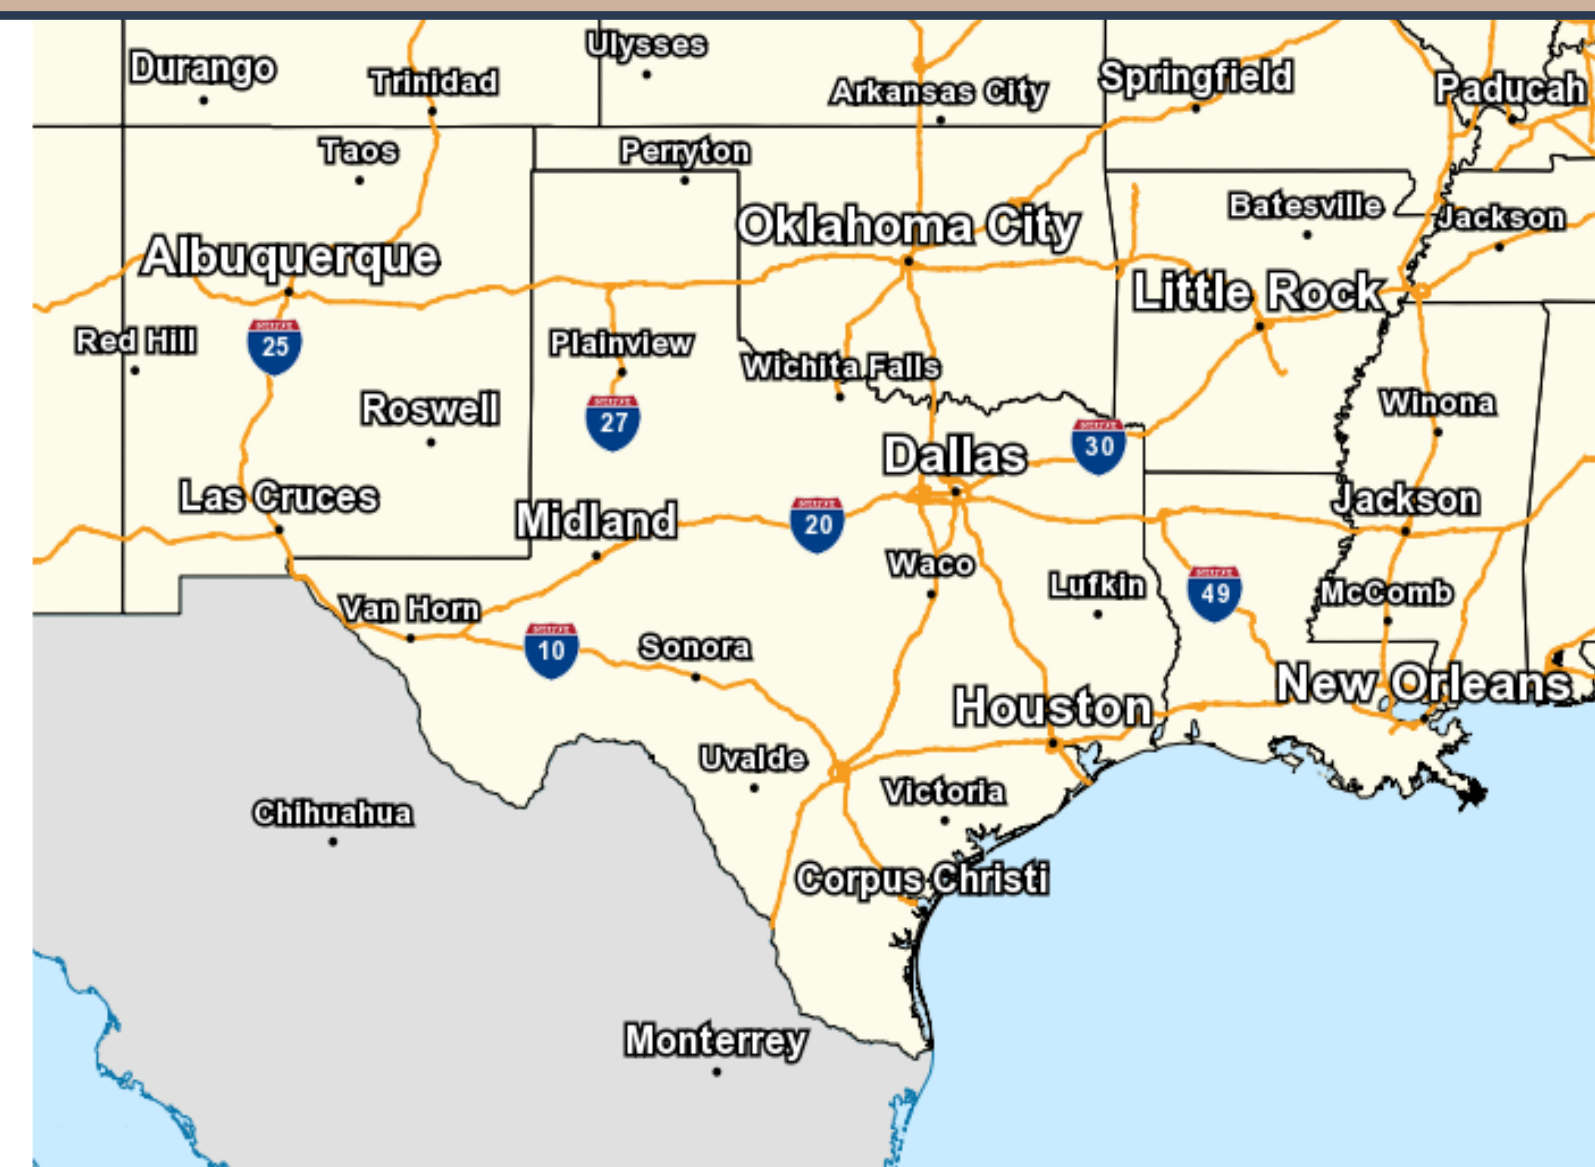 Ulysses
Durango
Trinidad
Springfield
Arkansas City
Paducah
Taos
Perryton
Batesville
Jackson
Oklahoma City
Albuquerque
Little Rock
Red Hill
25
Plainview
Wichita Falls
Winona
Roswell
27
30
Dallas
Las Cruces
Jackson
Midland
20
Waco
Lufkin
49
McComb
Van Horn
10
Sonora
New Orleans
Houston
Uvalde
Victoria
Chihuahua
Corpus Christi
Monterrey